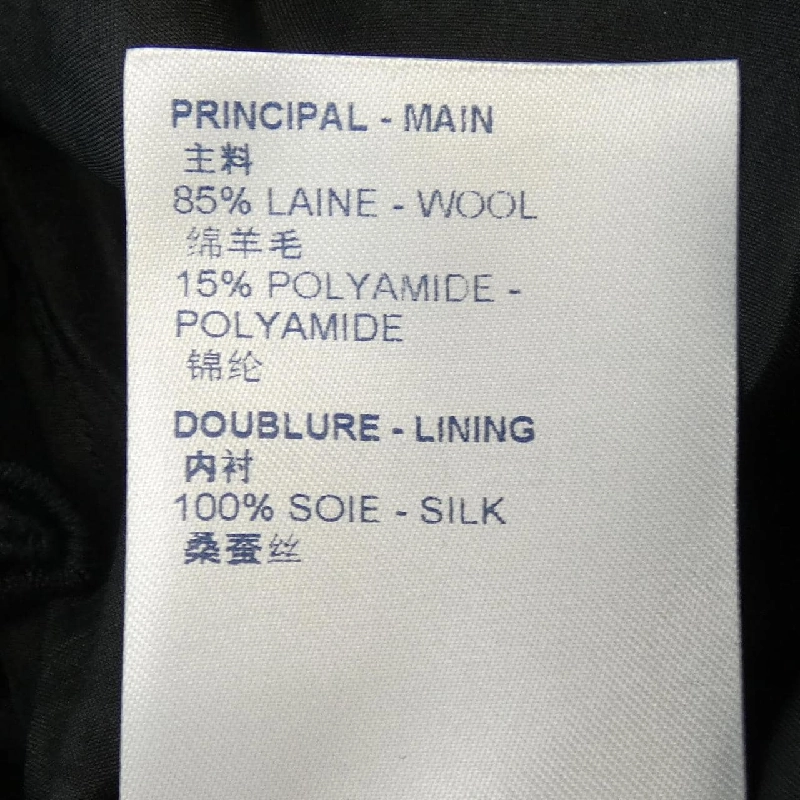 PRINCIPAL - MAIN
主料
85% LAINE - WOOL
绵羊毛
15% POLYAMIDE -
POLYAMIDE
锦纶
DOUBLURE - LINING
内衬
100% SOIE - SILK
桑蚕丝